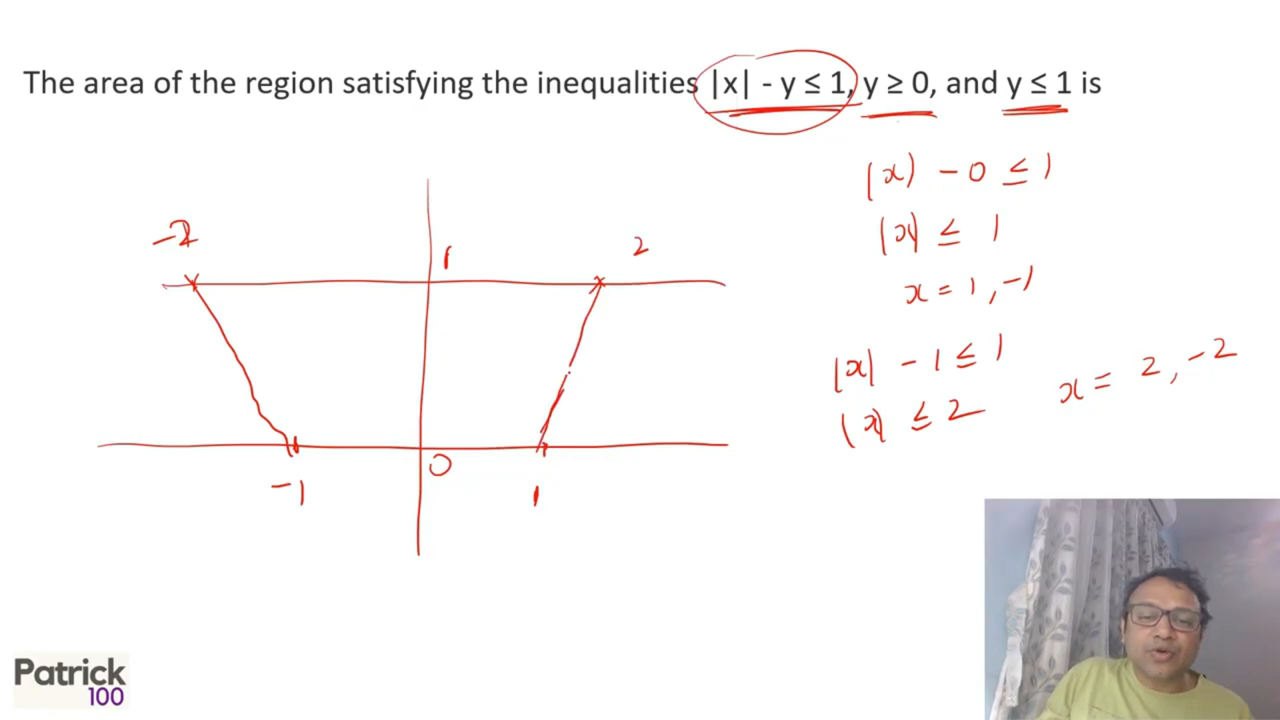 The area of the region satisfying the inequalities |x| - y ≤ 1, y ≥ 0, and y ≤ 1 is
|x| - 0 ≤ 1
|x| ≤ 1
x = 1, -1
|x| - 1 ≤ 1
|x| ≤ 2
x = 2, -2
-2
1
2
-1
0
1
Patrick
100